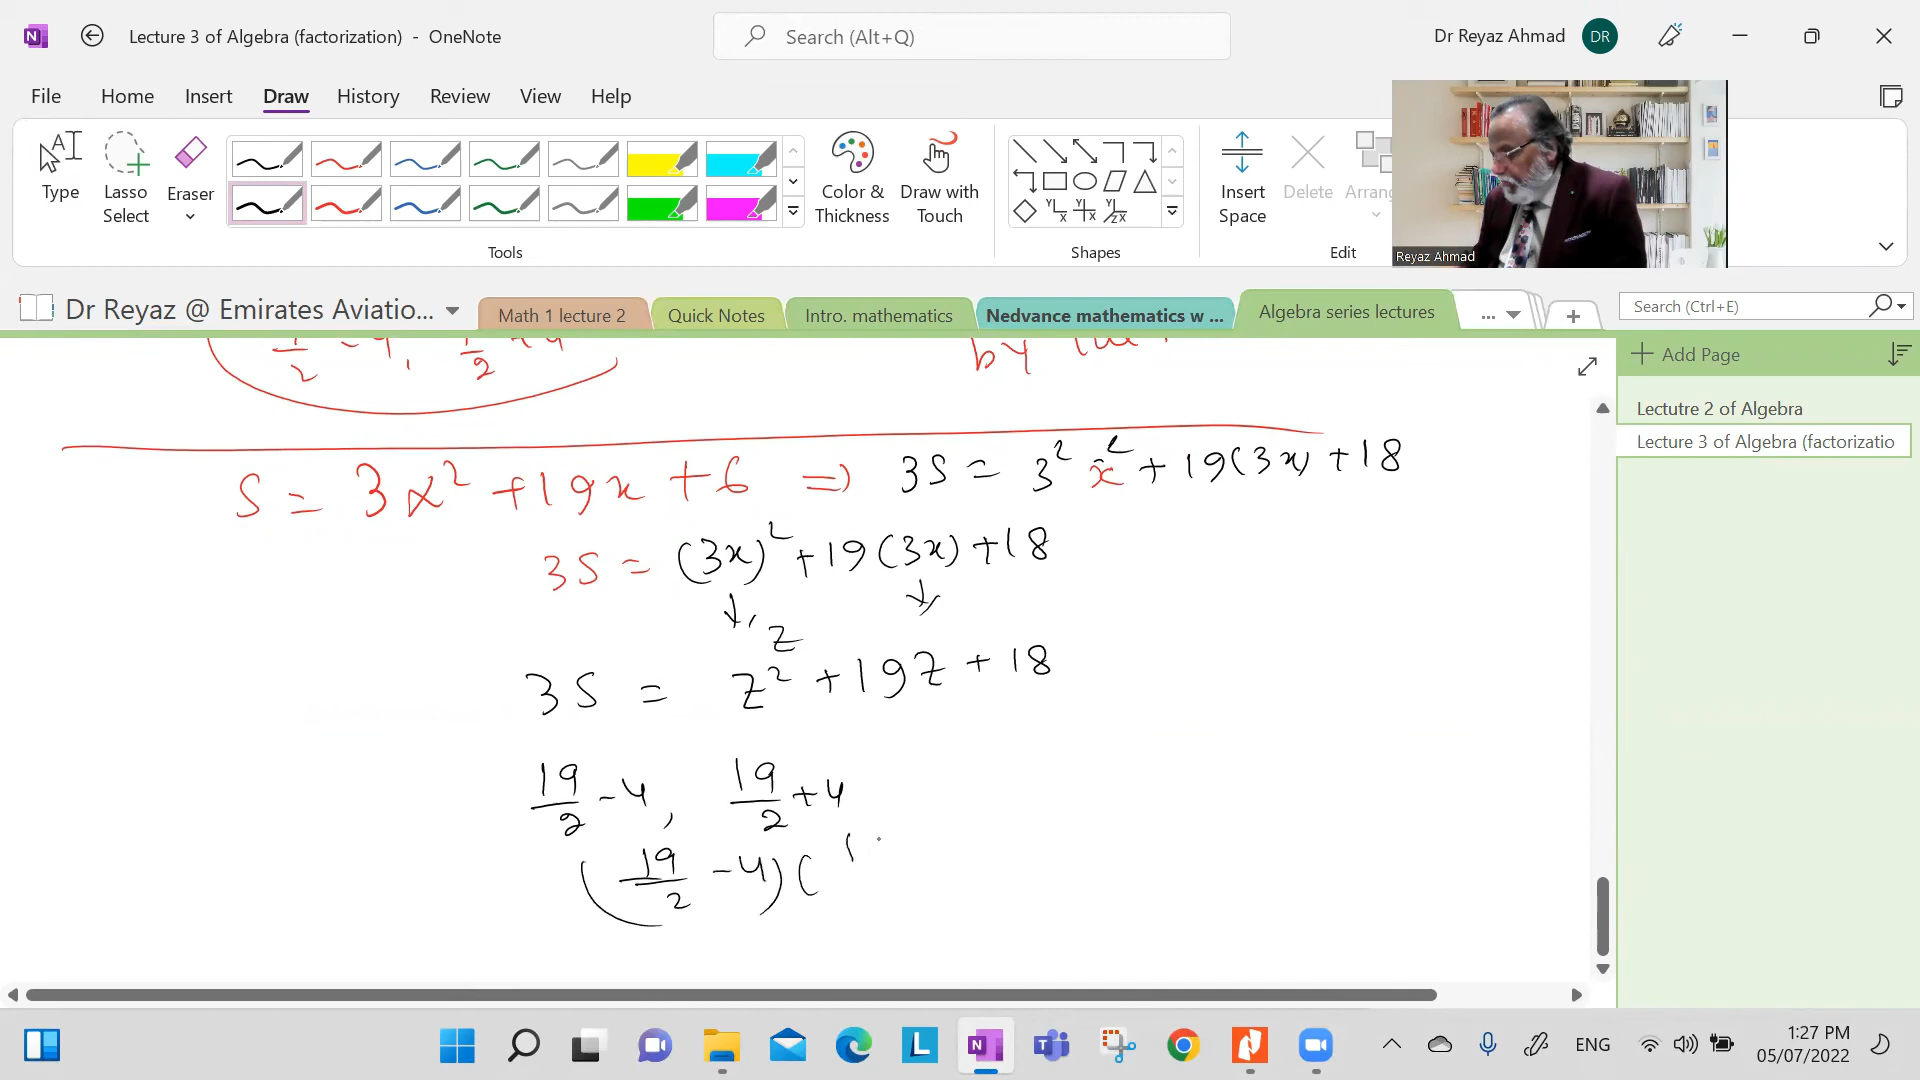 Lecture 3 of Algebra (factorization) - OneNote
Search (Alt+Q)
Dr Reyaz Ahmad
DR
File Home Insert Draw History Review View Help
Type
Lasso Select
Eraser
Color & Thickness
Draw with Touch
Insert Space
Delete
Arrang
Tools
Shapes
Edit
Reyaz Ahmad
Dr Reyaz @ Emirates Aviatio...
Math 1 lecture 2
Quick Notes
Intro. mathematics
Nedvance mathematics w ...
Algebra series lectures
...
Search (Ctrl+E)
Add Page
Lectutre 2 of Algebra
Lecture 3 of Algebra (factorizatio
by
S = 3x² + 19x + 6 ⇒ 3S = 3² x² + 19(3x) + 18
3S = (3x)² + 19(3x) + 18
↓, z ↓,
3S = z² + 19z + 18
19/2 - 4, 19/2 + 4
(19/2 - 4)(
ENG
1:27 PM
05/07/2022